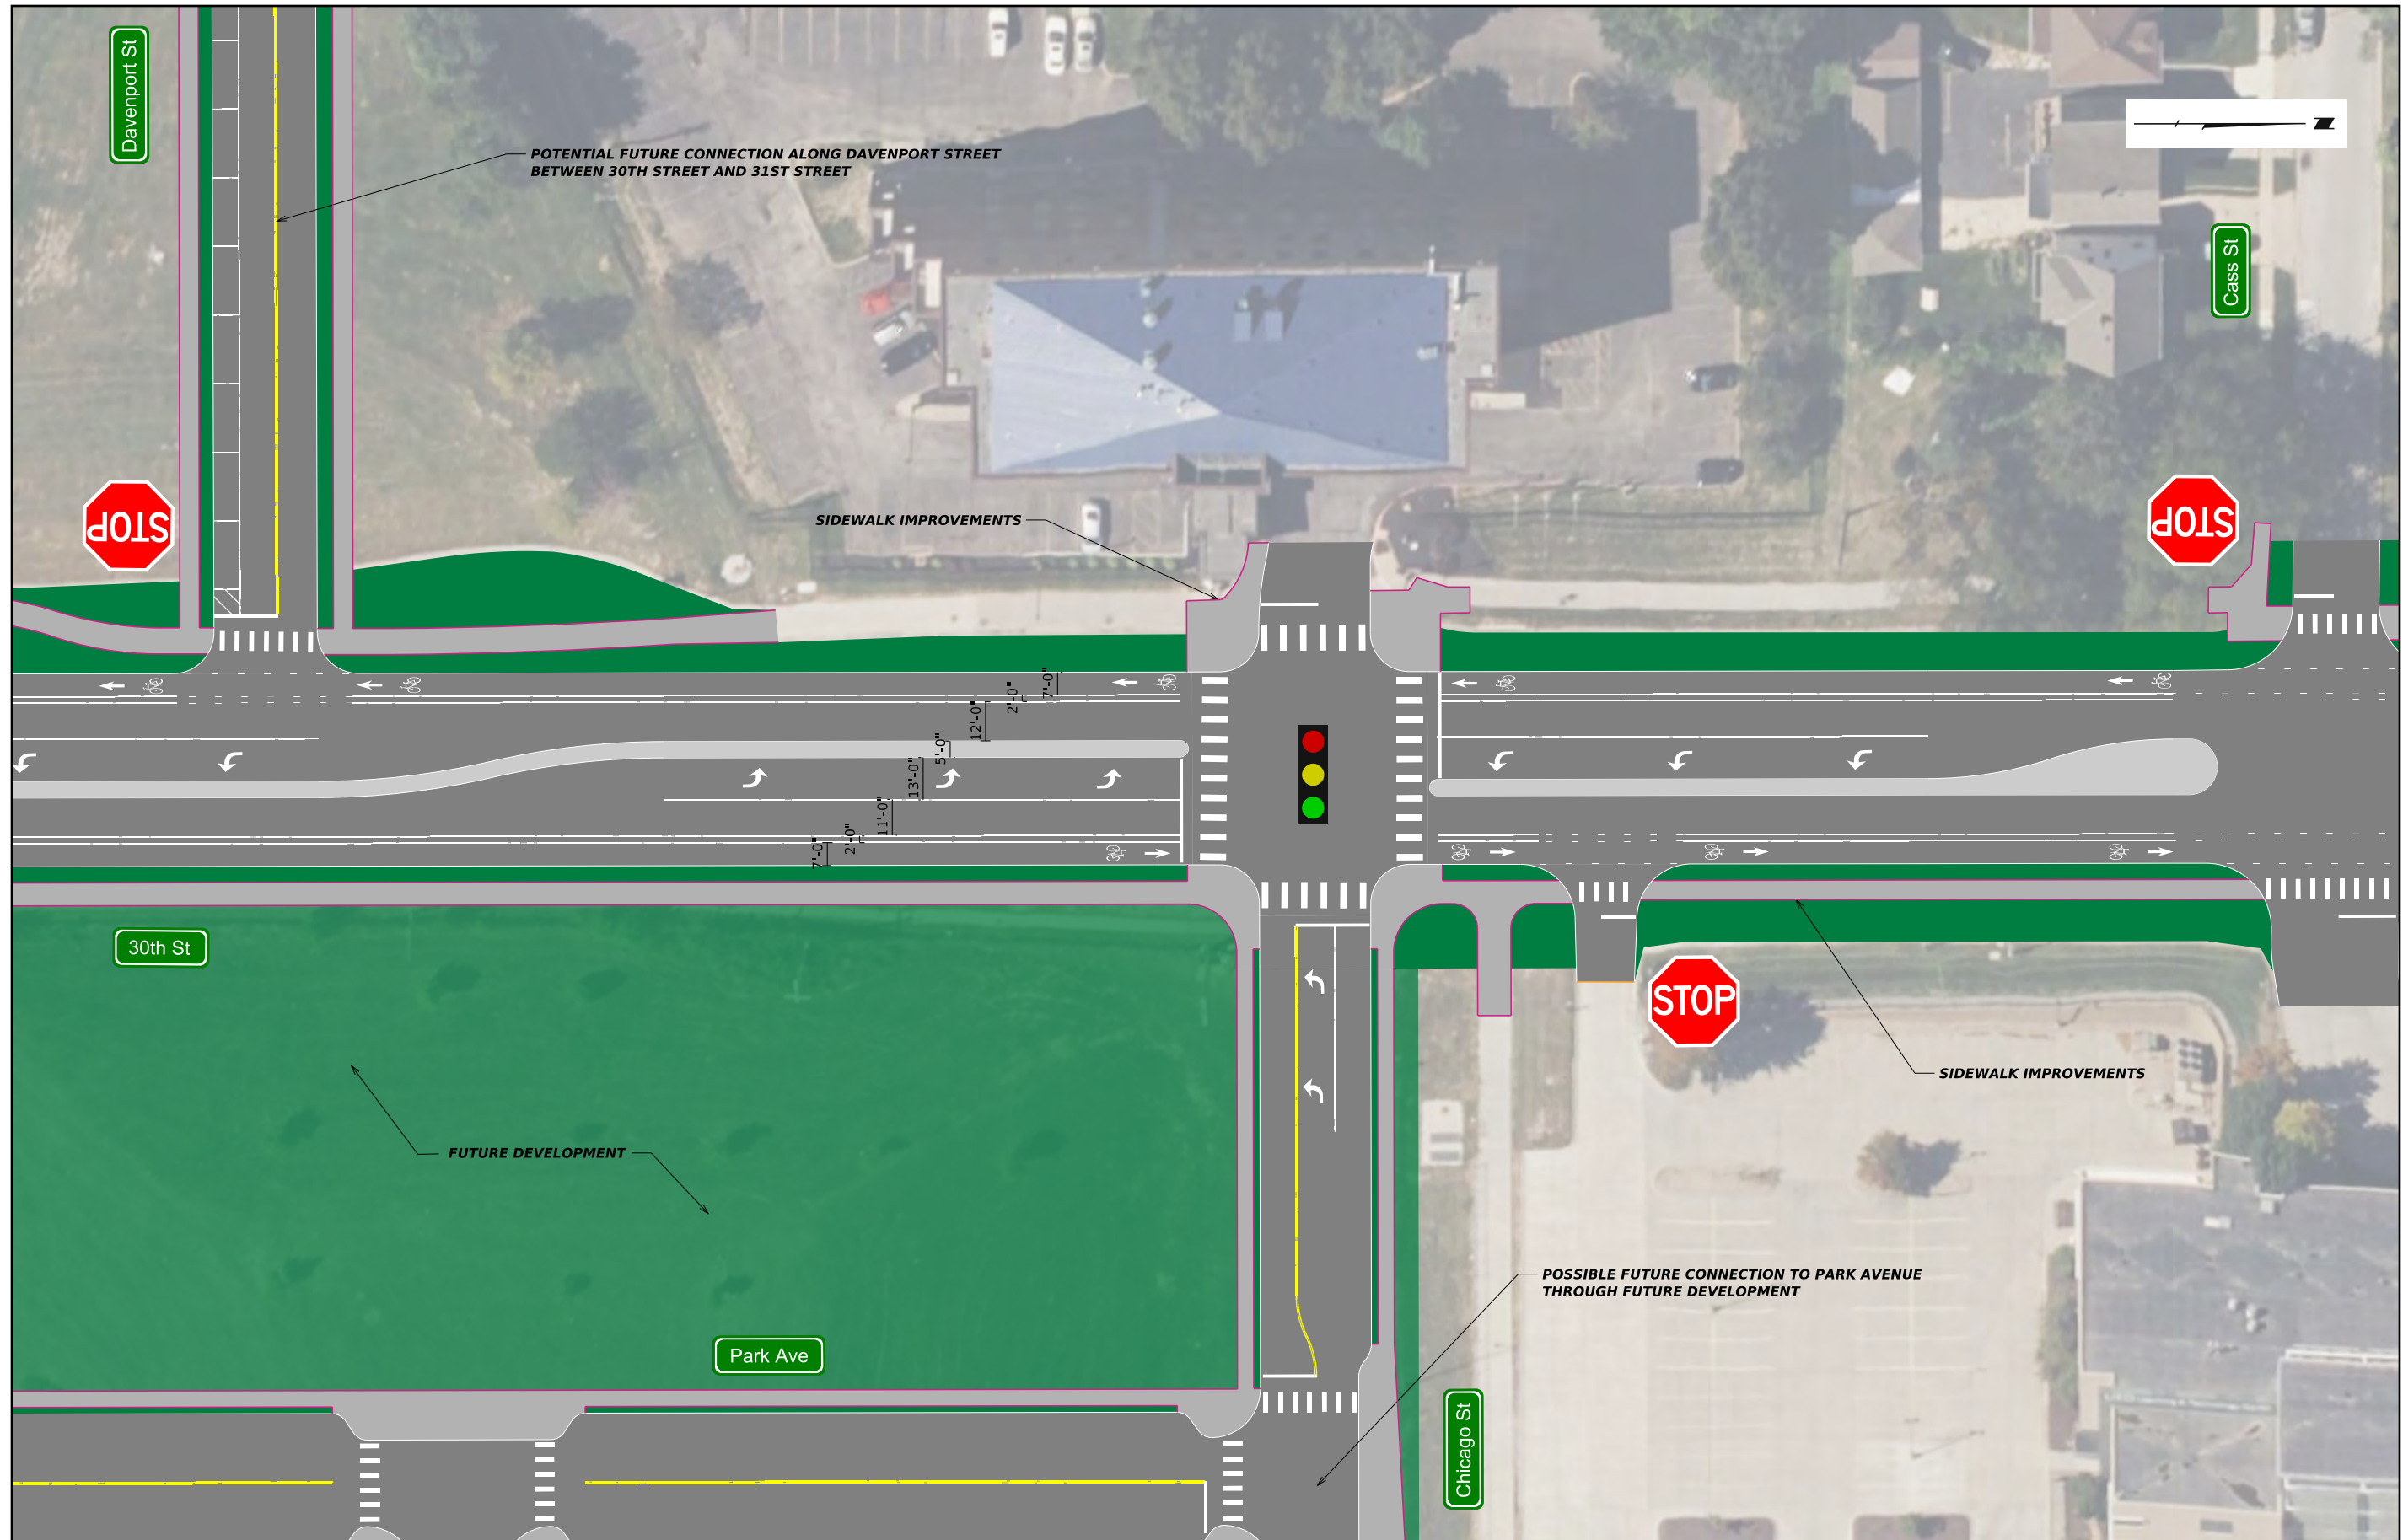 Davenport St
POTENTIAL FUTURE CONNECTION ALONG DAVENPORT STREET
BETWEEN 30TH STREET AND 31ST STREET
N
Cass St
STOP
STOP
SIDEWALK IMPROVEMENTS
7'-0"
2'-0"
12'-0"
5'-0"
13'-0"
11'-0"
2'-0"
7'-0"
30th St
STOP
SIDEWALK IMPROVEMENTS
FUTURE DEVELOPMENT
POSSIBLE FUTURE CONNECTION TO PARK AVENUE
THROUGH FUTURE DEVELOPMENT
Park Ave
Chicago St